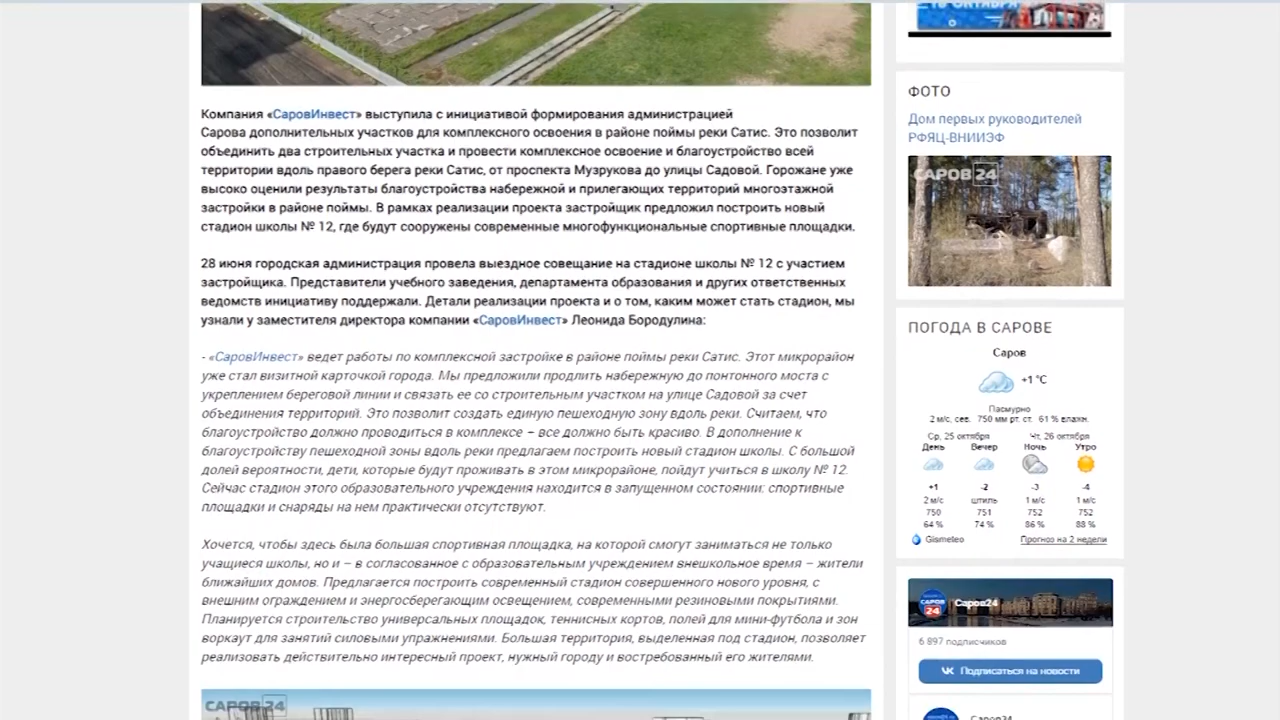 Компания «СаровИнвест» выступила с инициативой формирования администрацией
Сарова дополнительных участков для комплексного освоения в районе поймы реки Сатис. Это позволит
объединить два строительных участка и провести комплексное освоение и благоустройство всей
территории вдоль правого берега реки Сатис, от проспекта Музрукова до улицы Садовой. Горожане уже
высоко оценили результаты благоустройства набережной и прилегающих территорий многоэтажной
застройки в районе поймы. В рамках реализации проекта застройщик предложил построить новый
стадион школы № 12, где будут сооружены современные многофункциональные спортивные площадки.
28 июня городская администрация провела выездное совещание на стадионе школы № 12 с участием
застройщика. Представители учебного заведения, департамента образования и других ответственных
ведомств инициативу поддержали. Детали реализации проекта и о том, каким может стать стадион, мы
узнали у заместителя директора компании «СаровИнвест» Леонида Бородулина:
- «СаровИнвест» ведет работы по комплексной застройке в районе поймы реки Сатис. Этот микрорайон
уже стал визитной карточкой города. Мы предложили продлить набережную до понтонного моста с
укреплением береговой линии и связать ее со строительным участком на улице Садовой за счет
объединения территорий. Это позволит создать единую пешеходную зону вдоль реки. Считаем, что
благоустройство должно проводиться в комплексе – все должно быть красиво. В дополнение к
благоустройству пешеходной зоны вдоль реки предлагаем построить новый стадион школы. С большой
долей вероятности, дети, которые будут проживать в этом микрорайоне, пойдут учиться в школу № 12.
Сейчас стадион этого образовательного учреждения находится в запущенном состоянии: спортивные
площадки и снаряды на нем практически отсутствуют.
Хочется, чтобы здесь была большая спортивная площадка, на которой смогут заниматься не только
учащиеся школы, но и – в согласованное с образовательным учреждением внешкольное время – жители
ближайших домов. Предлагается построить современный стадион совершенного нового уровня, с
внешним ограждением и энергосберегающим освещением, современными резиновыми покрытиями.
Планируется строительство универсальных площадок, теннисных кортов, полей для мини-футбола и зон
воркаут для занятий силовыми упражнениями. Большая территория, выделенная под стадион, позволяет
реализовать действительно интересный проект, нужный городу и востребованный его жителями.
САРОВ 24
ОКТЯБРЯ
ФОТО
Дом первых руководителей
РФЯЦ-ВНИИЭФ
САРОВ 24
ПОГОДА В САРОВЕ
Саров
+1 °C
Пасмурно
2 м/с, сев. 750 мм рт. ст. 61 % влажн.
Ср, 25 октября Чт, 26 октября
День Вечер Ночь Утро
+1 -2 -3 -4
2 м/с штиль 1 м/с 1 м/с
750 751 752 752
64 % 74 % 86 % 88 %
Gismeteo Прогноз на 2 недели
САРОВ 24
Саров24
6 897 подписчиков
Подписаться на новости
Саров24